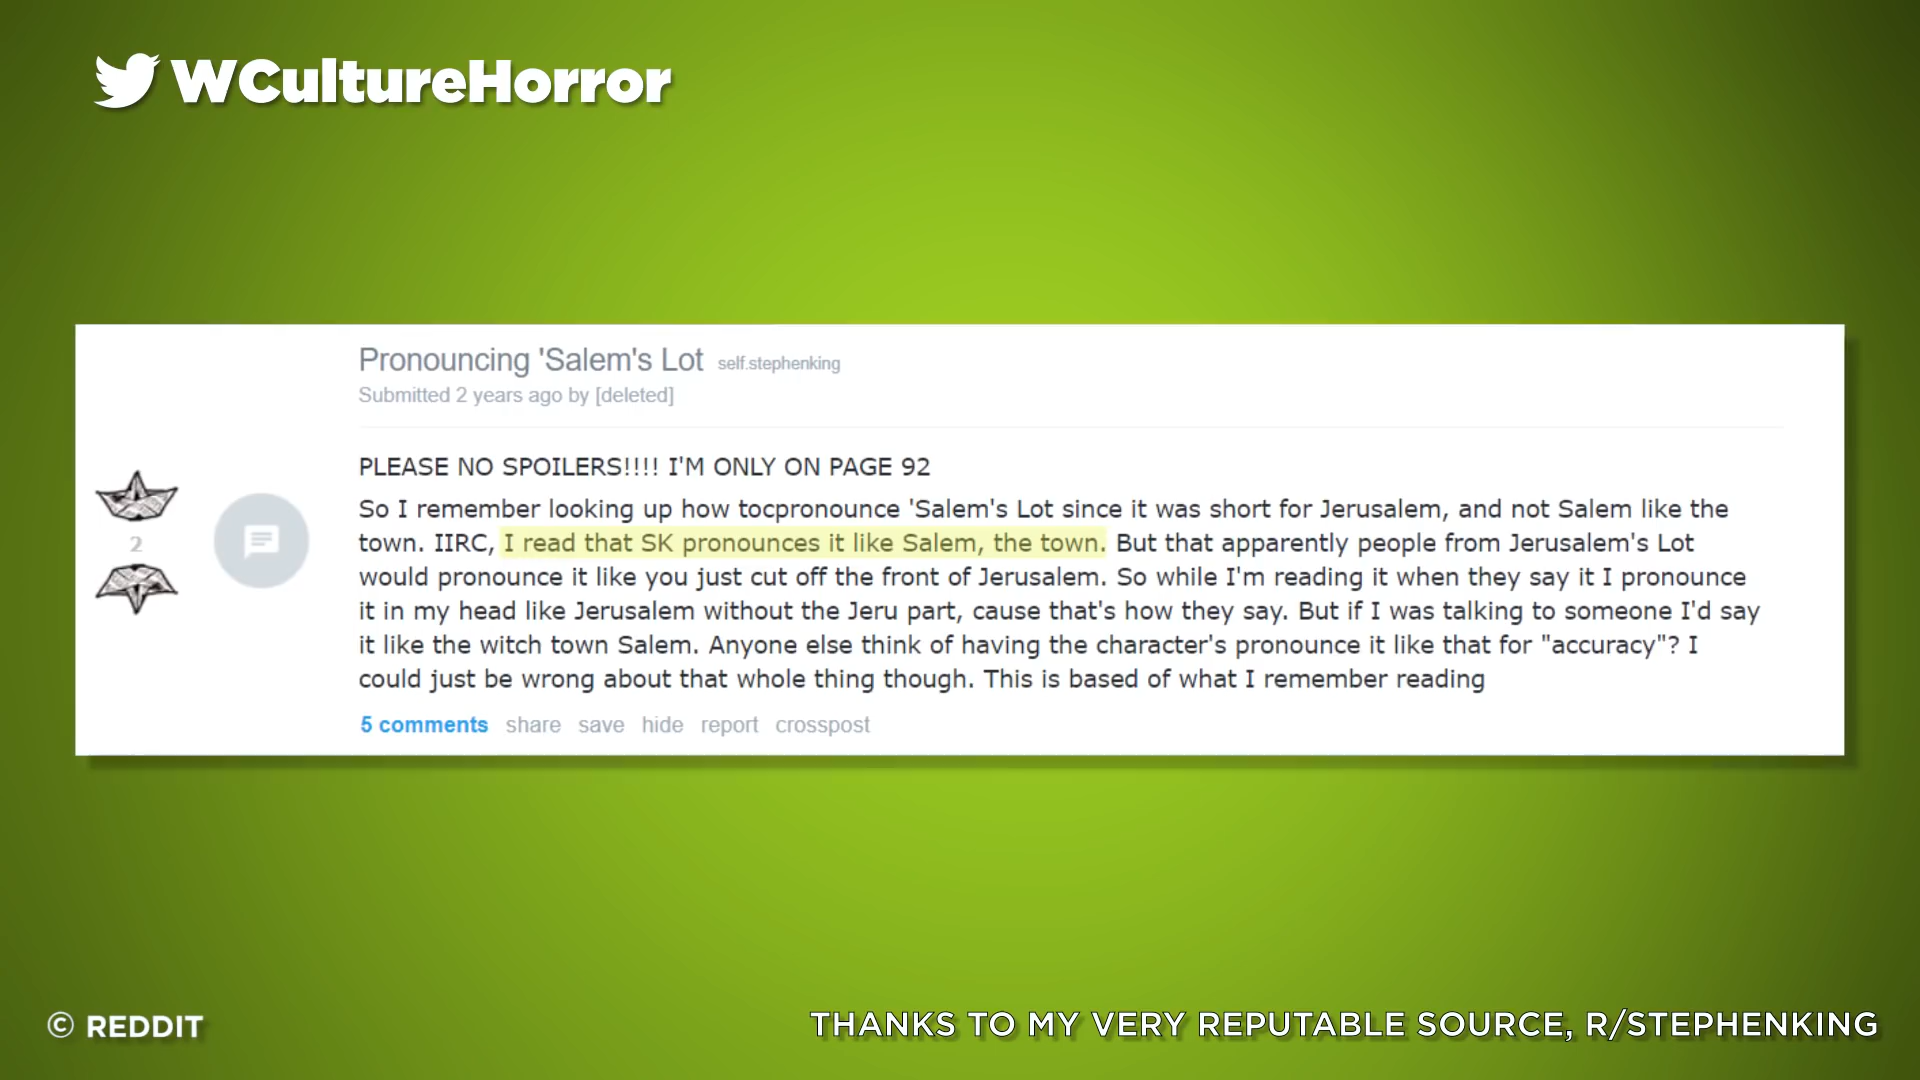 WCultureHorror
Pronouncing 'Salem's Lot self.stephenking
Submitted 2 years ago by [deleted]
PLEASE NO SPOILERS!!!! I'M ONLY ON PAGE 92
So I remember looking up how tocpronounce 'Salem's Lot since it was short for Jerusalem, and not Salem like the
town. IIRC, I read that SK pronounces it like Salem, the town. But that apparently people from Jerusalem's Lot
would pronounce it like you just cut off the front of Jerusalem. So while I'm reading it when they say it I pronounce
it in my head like Jerusalem without the Jeru part, cause that's how they say. But if I was talking to someone I'd say
it like the witch town Salem. Anyone else think of having the character's pronounce it like that for "accuracy"? I
could just be wrong about that whole thing though. This is based of what I remember reading
2
5 comments share save hide report crosspost
© REDDIT
THANKS TO MY VERY REPUTABLE SOURCE, R/STEPHENKING